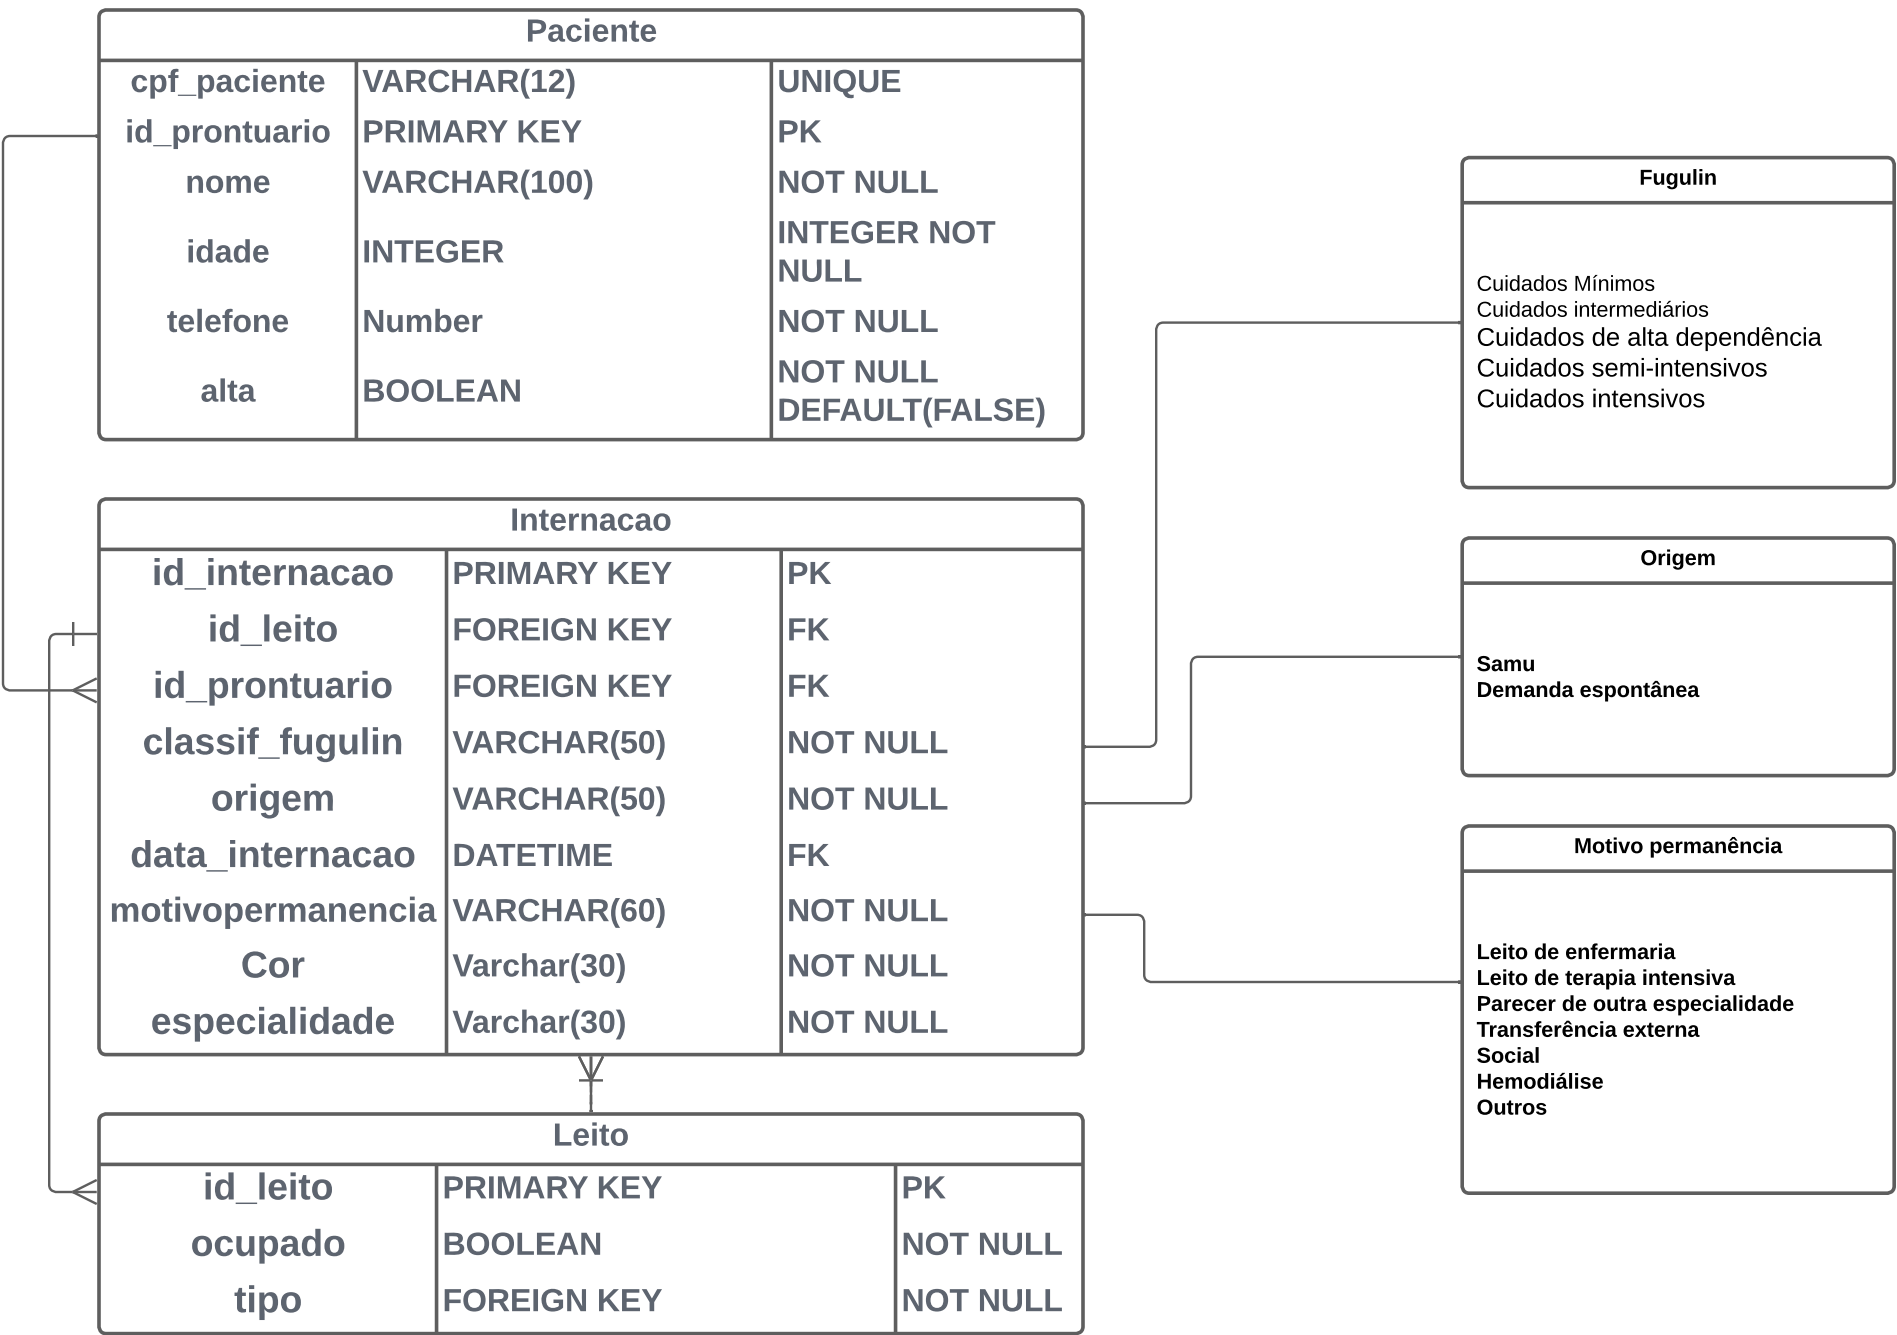 Paciente
cpf_paciente VARCHAR(12) UNIQUE
id_prontuario PRIMARY KEY PK
nome VARCHAR(100) NOT NULL
idade INTEGER INTEGER NOT
NULL
telefone Number NOT NULL
alta BOOLEAN NOT NULL
DEFAULT(FALSE)
Internacao
id_internacao PRIMARY KEY PK
id_leito FOREIGN KEY FK
id_prontuario FOREIGN KEY FK
classif_fugulin VARCHAR(50) NOT NULL
origem VARCHAR(50) NOT NULL
data_internacao DATETIME FK
motivopermanencia VARCHAR(60) NOT NULL
Cor Varchar(30) NOT NULL
especialidade Varchar(30) NOT NULL
Leito
id_leito PRIMARY KEY PK
ocupado BOOLEAN NOT NULL
tipo FOREIGN KEY NOT NULL
Fugulin
Cuidados Mínimos
Cuidados intermediários
Cuidados de alta dependência
Cuidados semi-intensivos
Cuidados intensivos
Origem
Samu
Demanda espontânea
Motivo permanência
Leito de enfermaria
Leito de terapia intensiva
Parecer de outra especialidade
Transferência externa
Social
Hemodiálise
Outros